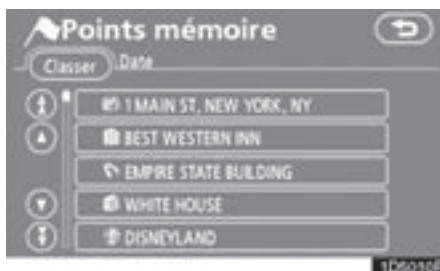 Points mémoire
Classer Date
1 MAIN ST, NEW YORK, NY
BEST WESTERN INN
EMPIRE STATE BUILDING
WHITE HOUSE
DISNEYLAND